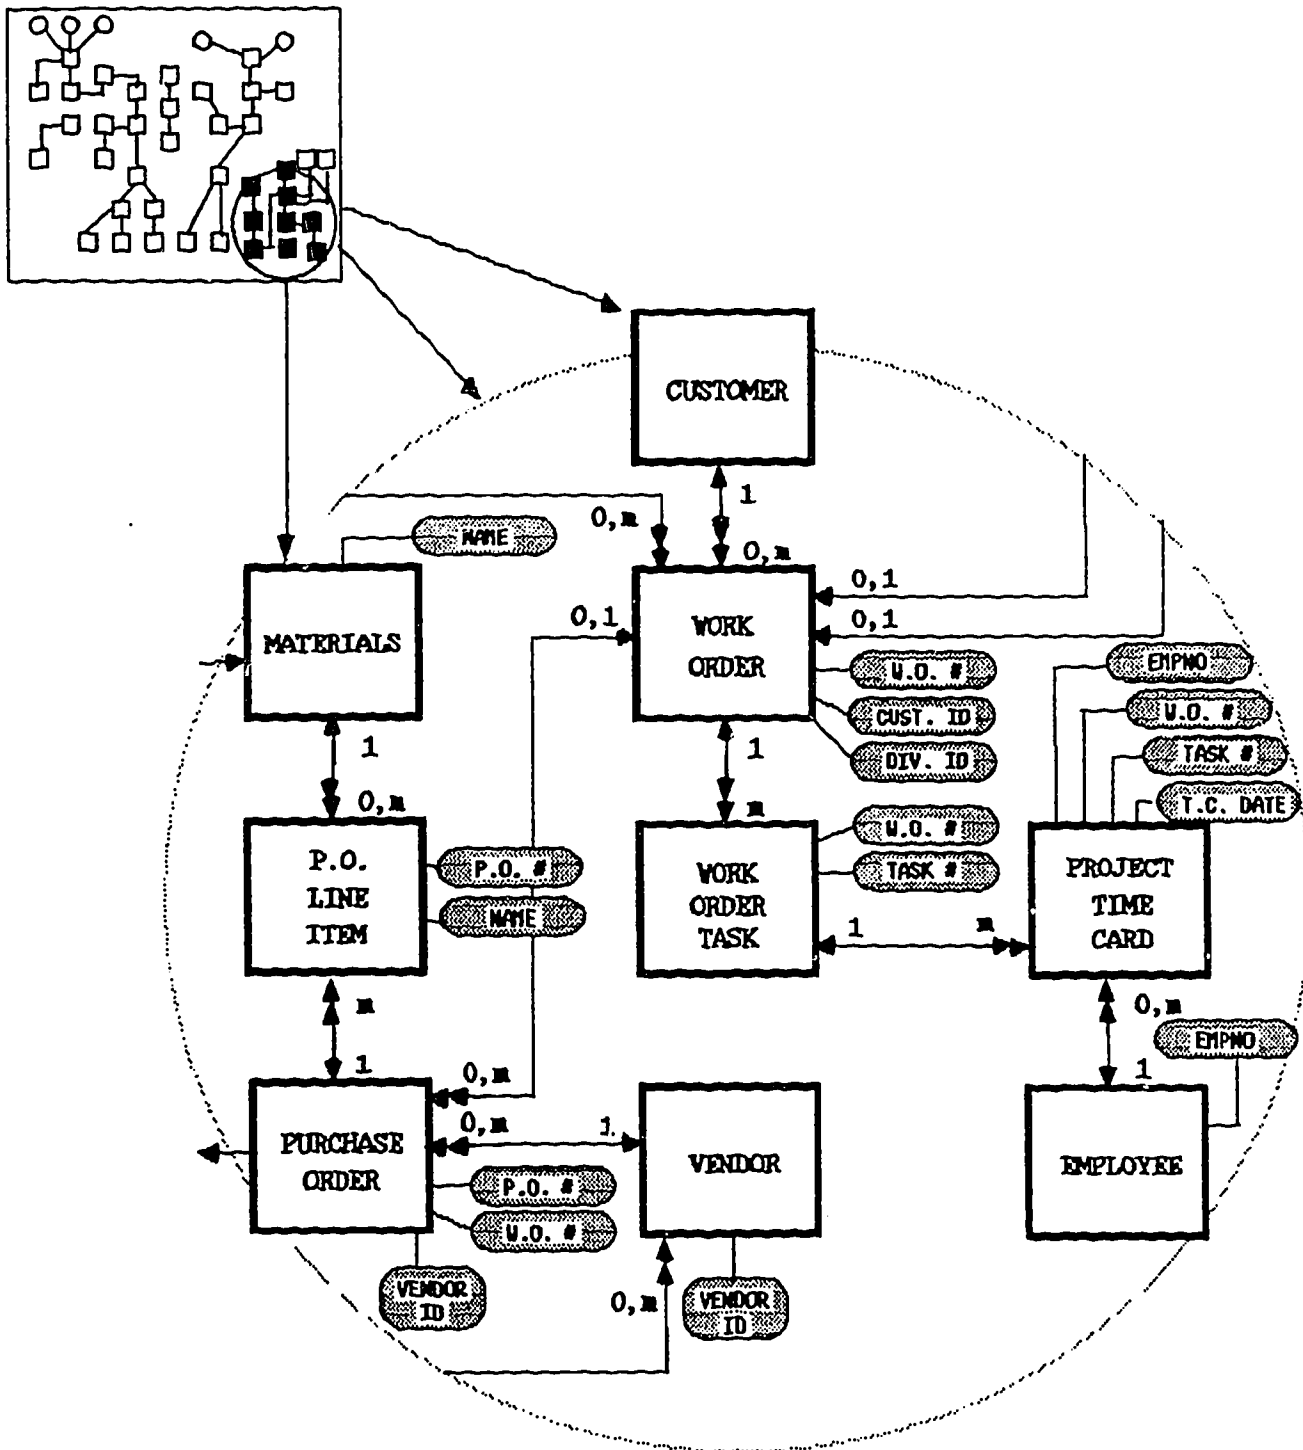 CUSTOMER
1
0,m
0,m
NAME
MATERIALS
0,1
WORK
ORDER
0,1
0,1
W.O. #
CUST. ID
DIV. ID
EMPNO
W.O. #
TASK #
T.C. DATE
1
0,m
1
m
P.O.
LINE
ITEM
P.O. #
NAME
WORK
ORDER
TASK
W.O. #
TASK #
PROJECT
TIME
CARD
1
m
m
1
0,m
0,m
1
EMPNO
0,m
1
PURCHASE
ORDER
P.O. #
W.O. #
VENDOR
ID
VENDOR
0,m
VENDOR
ID
EMPLOYEE